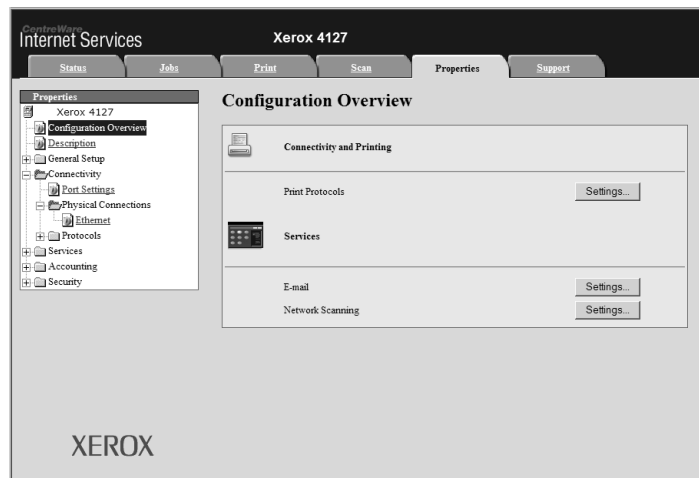 CentreWare
Internet Services
Xerox 4127
Status
Jobs
Print
Scan
Properties
Support
Properties
Xerox 4127
Configuration Overview
Description
General Setup
Connectivity
Port Settings
Physical Connections
Ethernet
Protocols
Services
Accounting
Security
Configuration Overview
Connectivity and Printing
Print Protocols
Settings...
Services
E-mail
Settings...
Network Scanning
Settings...
XEROX